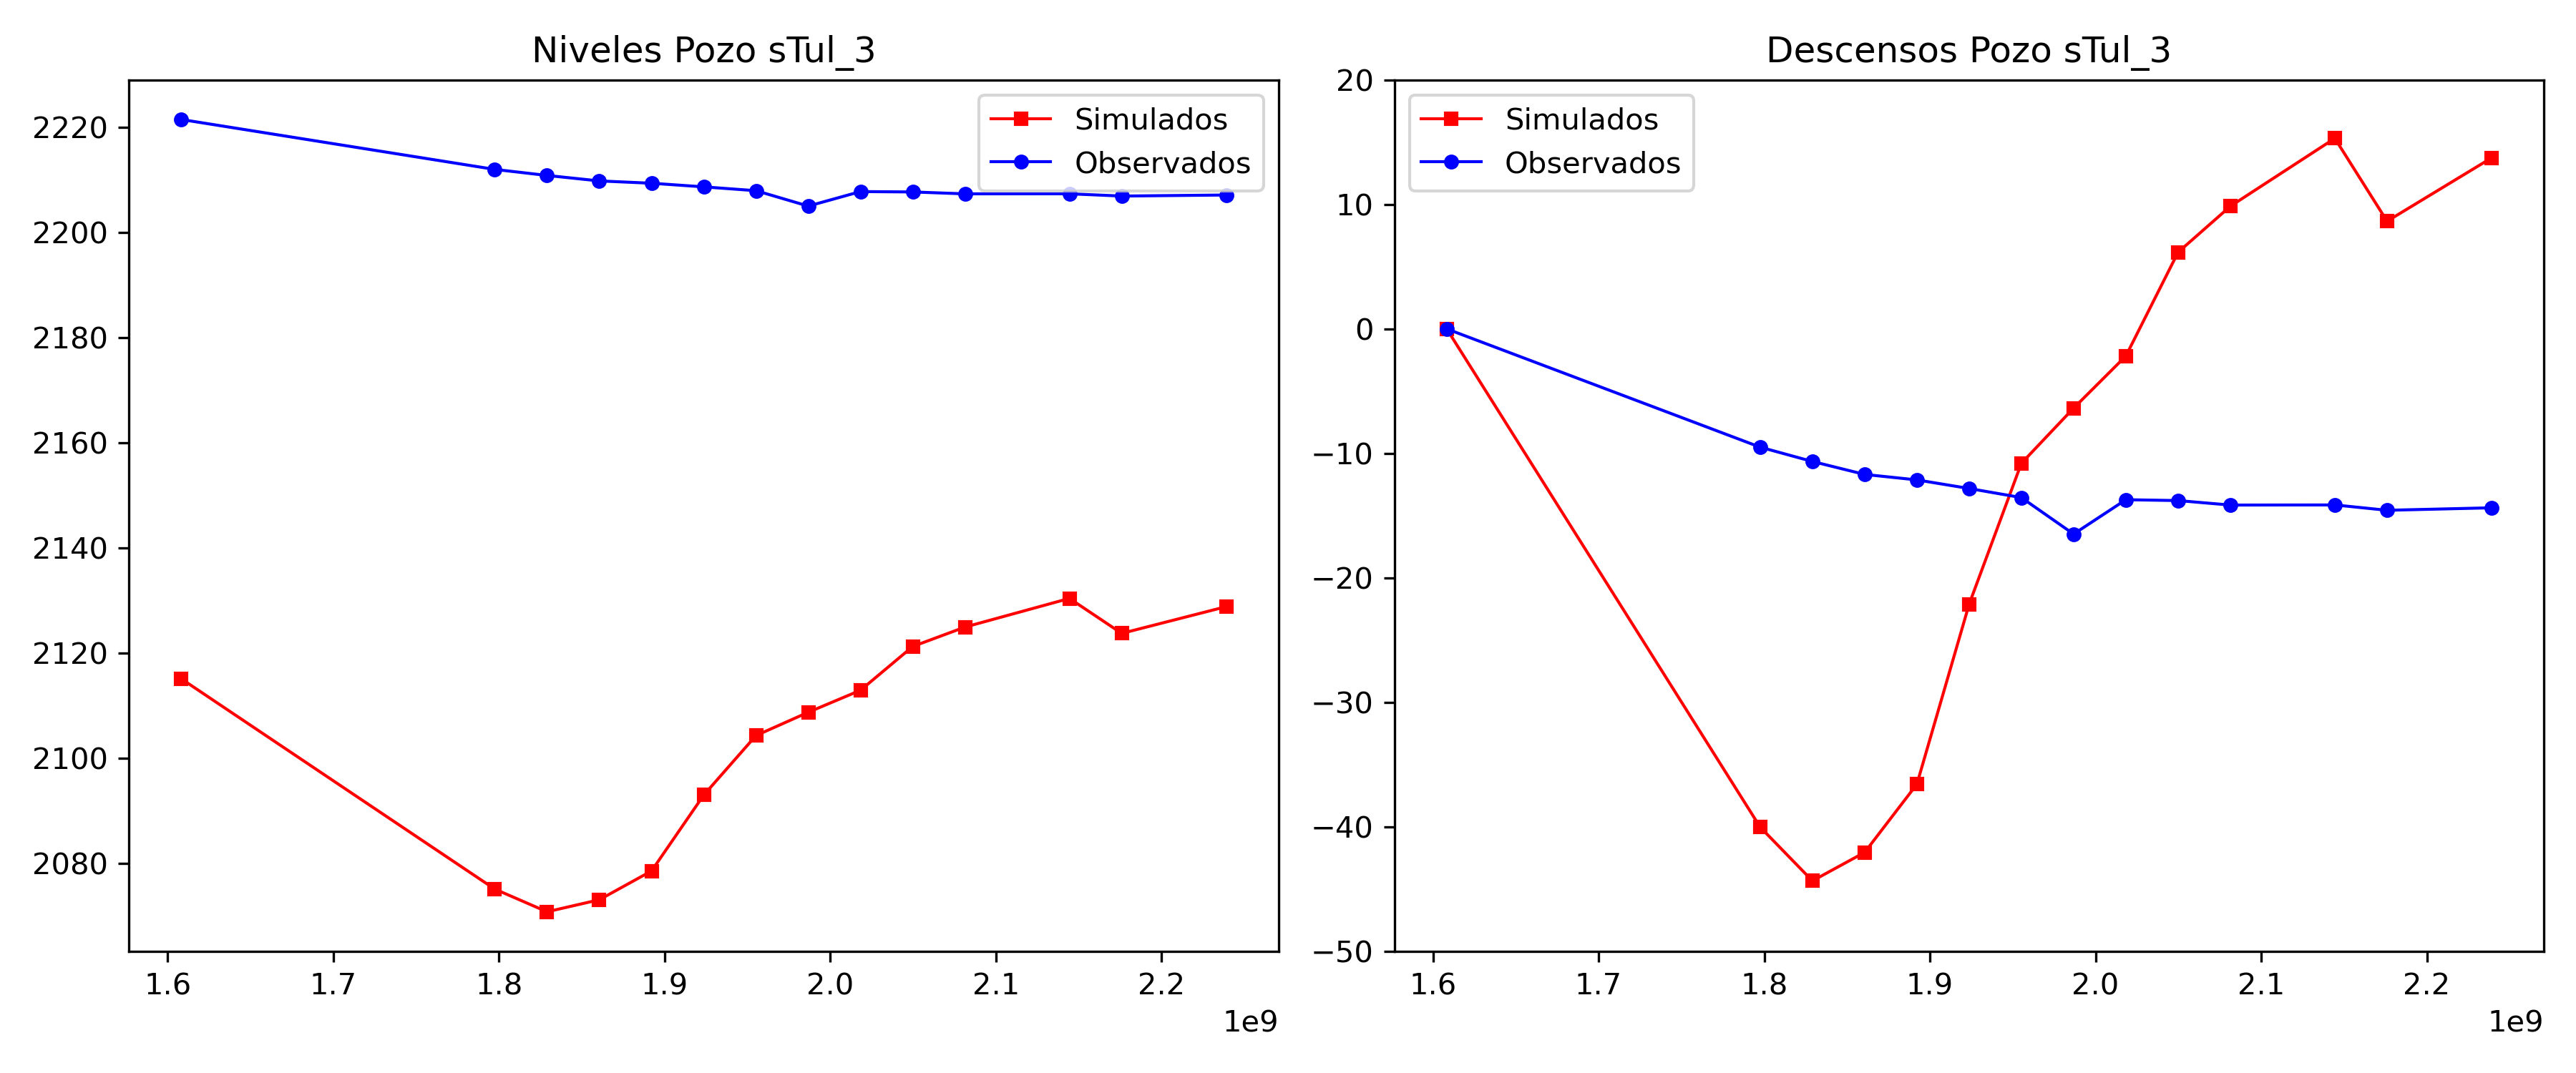 Niveles Pozo sTul_3
Simulados
Observados
2220
2200
2180
2160
2140
2120
2100
2080
1.6 1.7 1.8 1.9 2.0 2.1 2.2
1e9
Descensos Pozo sTul_3
Simulados
Observados
20
10
0
−10
−20
−30
−40
−50
1.6 1.7 1.8 1.9 2.0 2.1 2.2
1e9